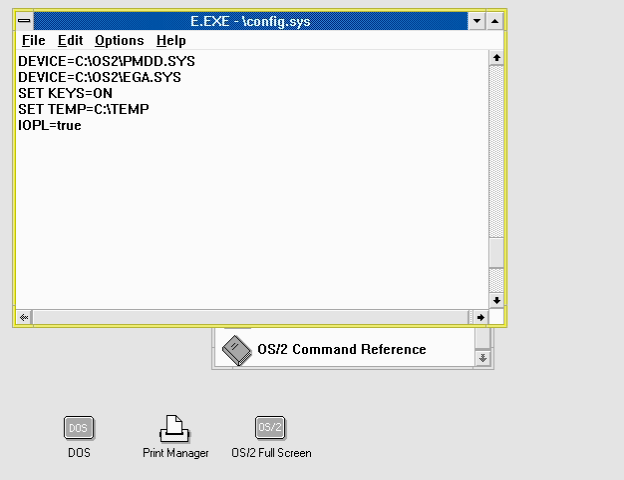 E.EXE - \config.sys
File Edit Options Help
DEVICE=C:\OS2\PMDD.SYS
DEVICE=C:\OS2\EGA.SYS
SET KEYS=ON
SET TEMP=C:\TEMP
IOPL=true
OS/2 Command Reference
DOS
OS/2
DOS
Print Manager
OS/2 Full Screen